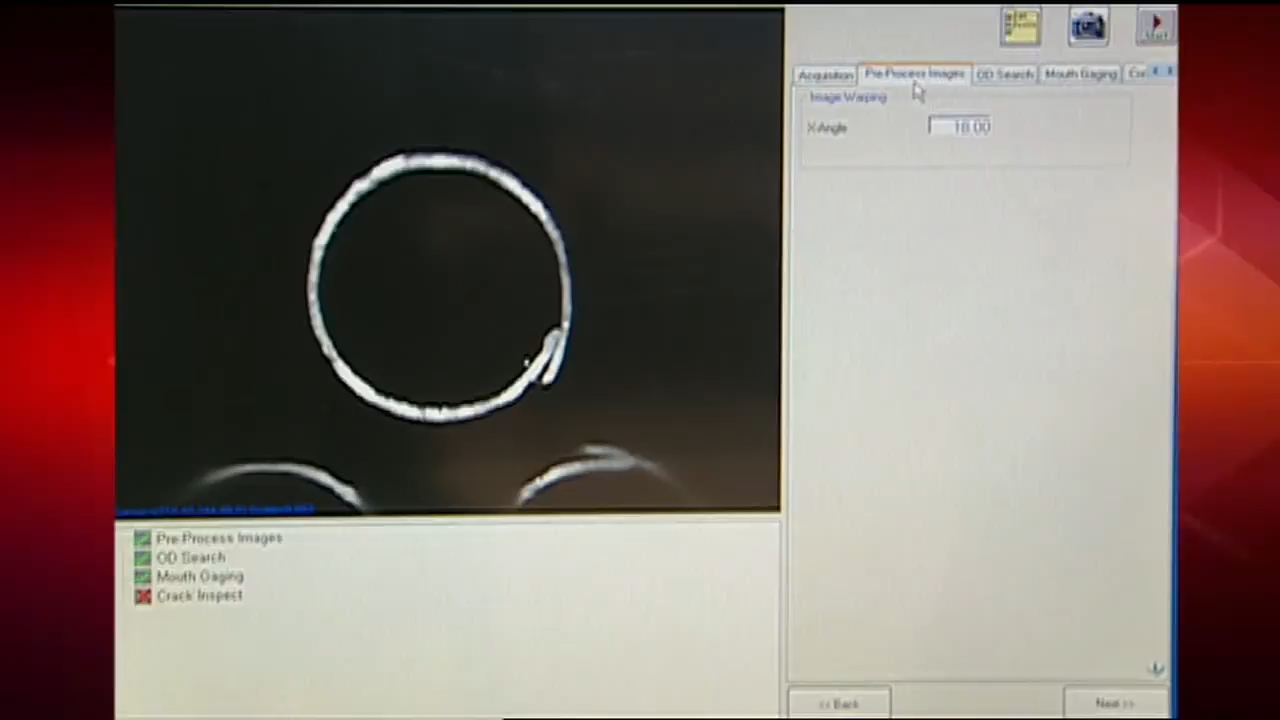 Acquisition Pre-Process Images OD Search Mouth Gaging
Image Warping
X-Angle 18.00
Pre Process Images
OD Search
Mouth Gaging
Crack Inspect
<< Back Next >>